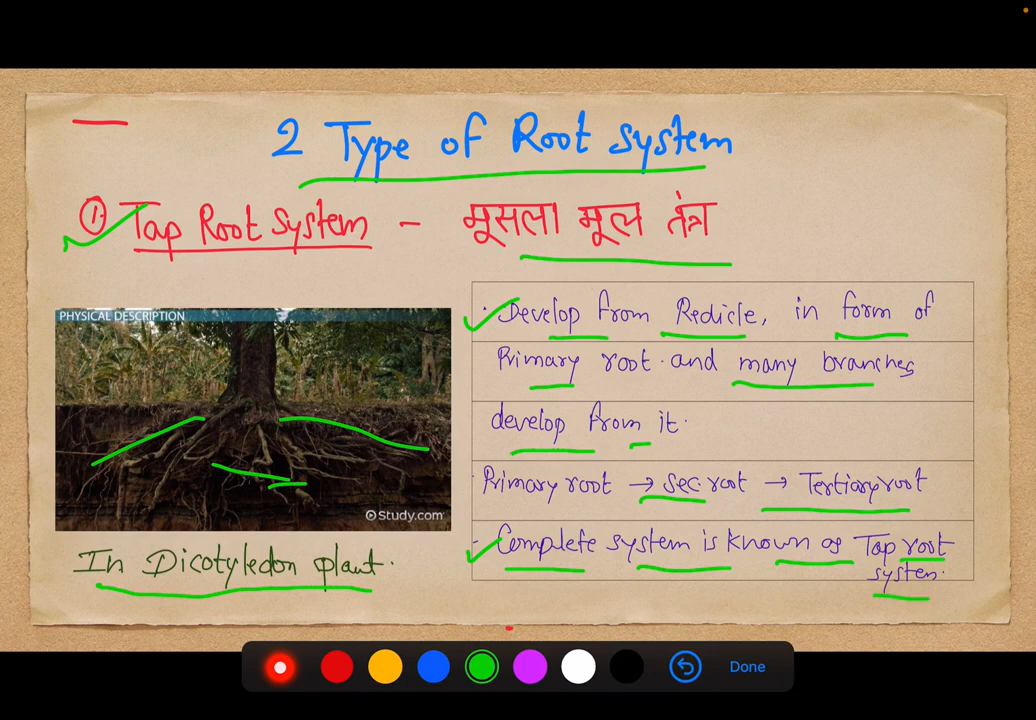 2 Type of Root System
① Tap Root System - मूसला मूल तंत्र
PHYSICAL DESCRIPTION
Study.com
In Dicotyledon plant.
· Develop from Redicle, in form of
Primary root. and many branches
develop from it.
· Primary root → sec root → Tertiary root
- Complete system is known as Tap root
system.
Done